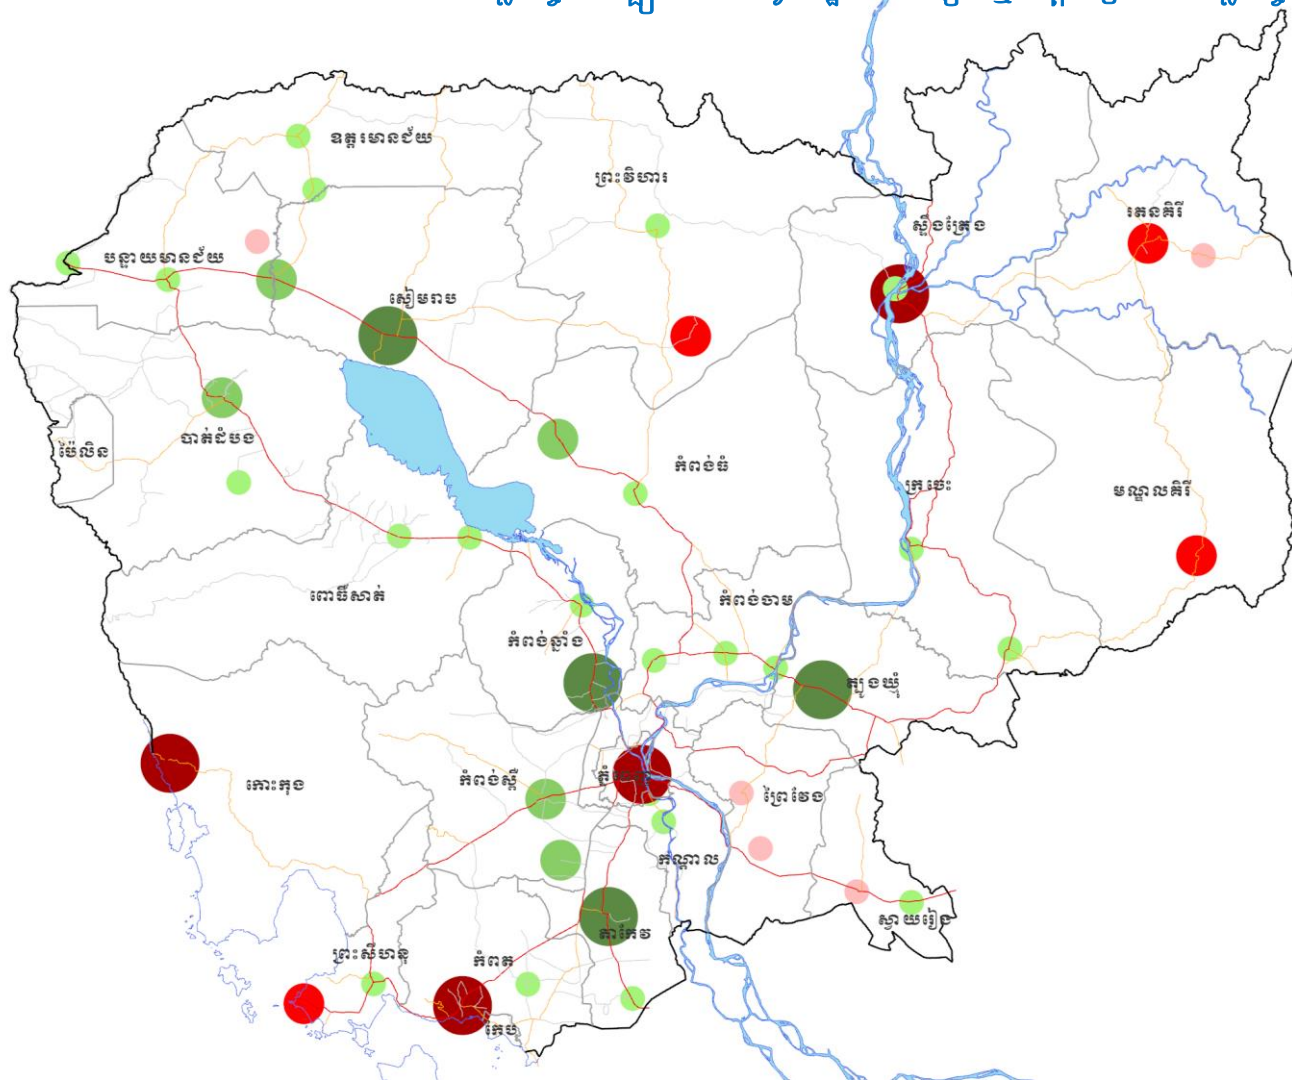 ឧត្តរមានជ័យ
ព្រះវិហារ
រតនគិរី
ស្ទឹងត្រែង
បន្ទាយមានជ័យ
សៀមរាប
បាត់ដំបង
ប៉ៃលិន
កំពង់ធំ
ក្រចេះ
មណ្ឌលគិរី
ពោធិ៍សាត់
កំពង់ចាម
កំពង់ឆ្នាំង
ត្បូងឃ្មុំ
កោះកុង
កំពង់ស្ពឺ
ព្រៃវែង
កណ្តាល
ស្វាយរៀង
តាកែវ
ព្រះសីហនុ
កំពត
កែប